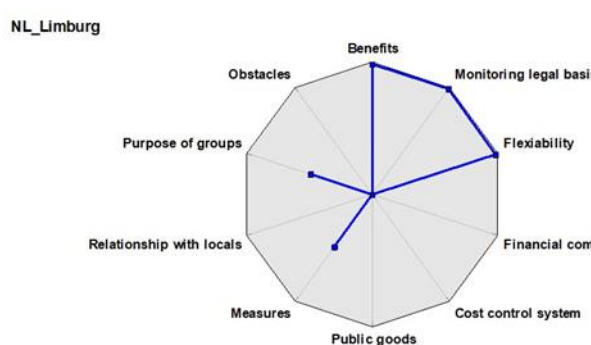 NL_Limburg
Benefits
Obstacles
Monitoring legal basi
Purpose of groups
Flexiability
Relationship with locals
Financial com
Measures
Cost control system
Public goods